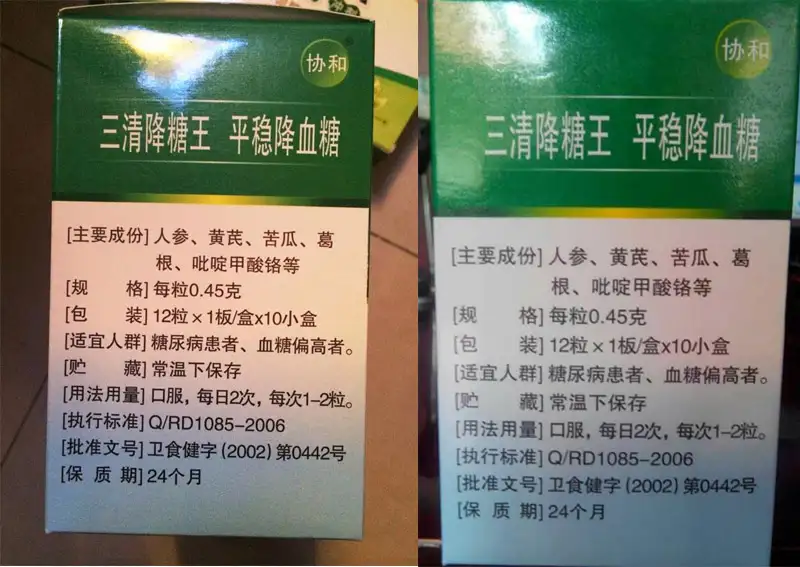 协和
三清降糖王 平稳降血糖
[主要成份] 人参、黄芪、苦瓜、葛
根、吡啶甲酸铬等
[规 格] 每粒0.45克
[包 装] 12粒×1板/盒x10小盒
[适宜人群] 糖尿病患者、血糖偏高者。
[贮 藏] 常温下保存
[用法用量] 口服，每日2次，每次1-2粒。
[执行标准] Q/RD1085-2006
[批准文号] 卫食健字(2002)第0442号
[保 质 期] 24个月
协和
三清降糖王 平稳降血糖
[主要成份] 人参、黄芪、苦瓜、葛
根、吡啶甲酸铬等
[规 格] 每粒0.45克
[包 装] 12粒×1板/盒x10小盒
[适宜人群] 糖尿病患者、血糖偏高者。
[贮 藏] 常温下保存
[用法用量] 口服，每日2次，每次1-2粒。
[执行标准] Q/RD1085-2006
[批准文号] 卫食健字(2002)第0442号
[保 质 期] 24个月